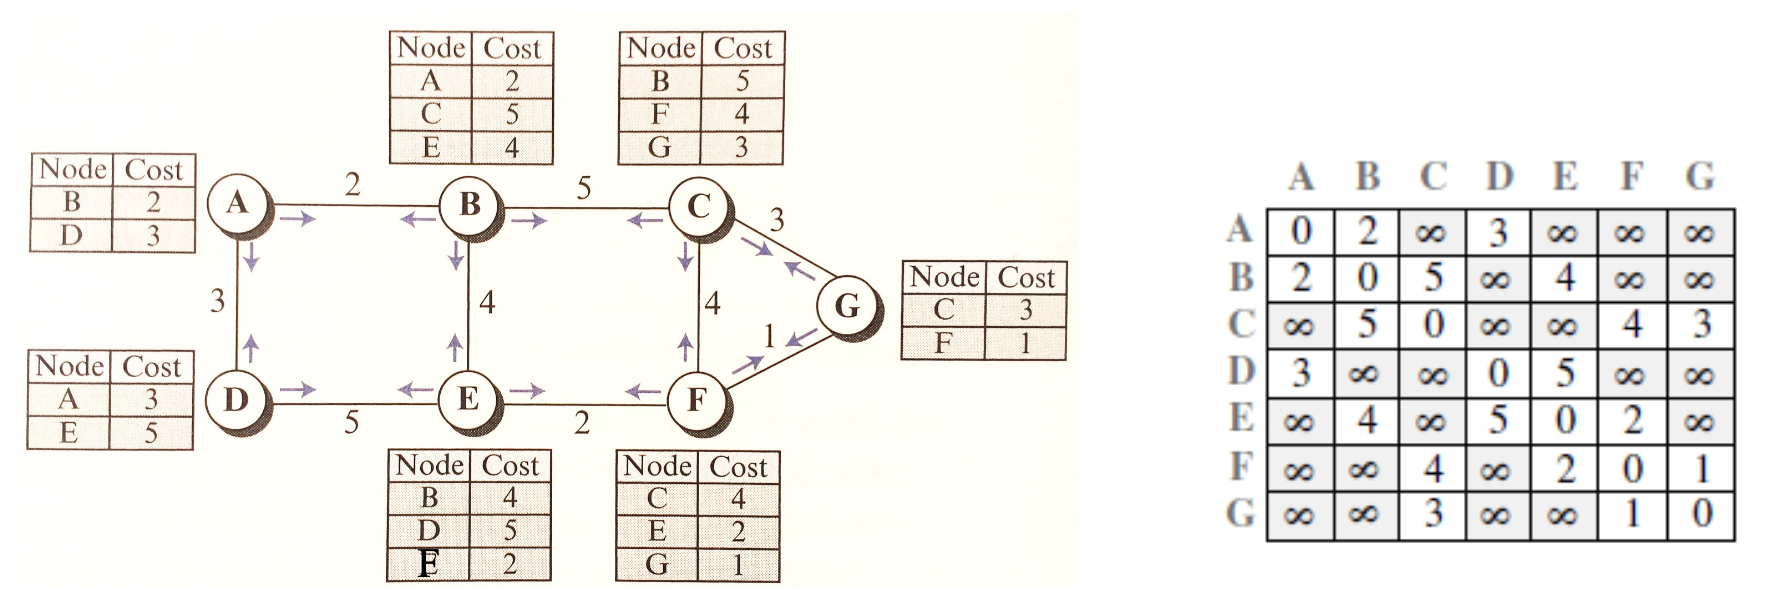 Node Cost
A 2
C 5
E 4
Node Cost
B 5
F 4
G 3
Node Cost
B 2
D 3
A 2 B 5 C 3
3 4 4 1 G
Node Cost
C 3
F 1
Node Cost
A 3
E 5
D 5 E 2 F
Node Cost
B 4
D 5
F 2
Node Cost
C 4
E 2
G 1
A B C D E F G
A 0 2 ∞ 3 ∞ ∞ ∞
B 2 0 5 ∞ 4 ∞ ∞
C ∞ 5 0 ∞ ∞ 4 3
D 3 ∞ ∞ 0 5 ∞ ∞
E ∞ 4 ∞ 5 0 2 ∞
F ∞ ∞ 4 ∞ 2 0 1
G ∞ ∞ 3 ∞ ∞ 1 0